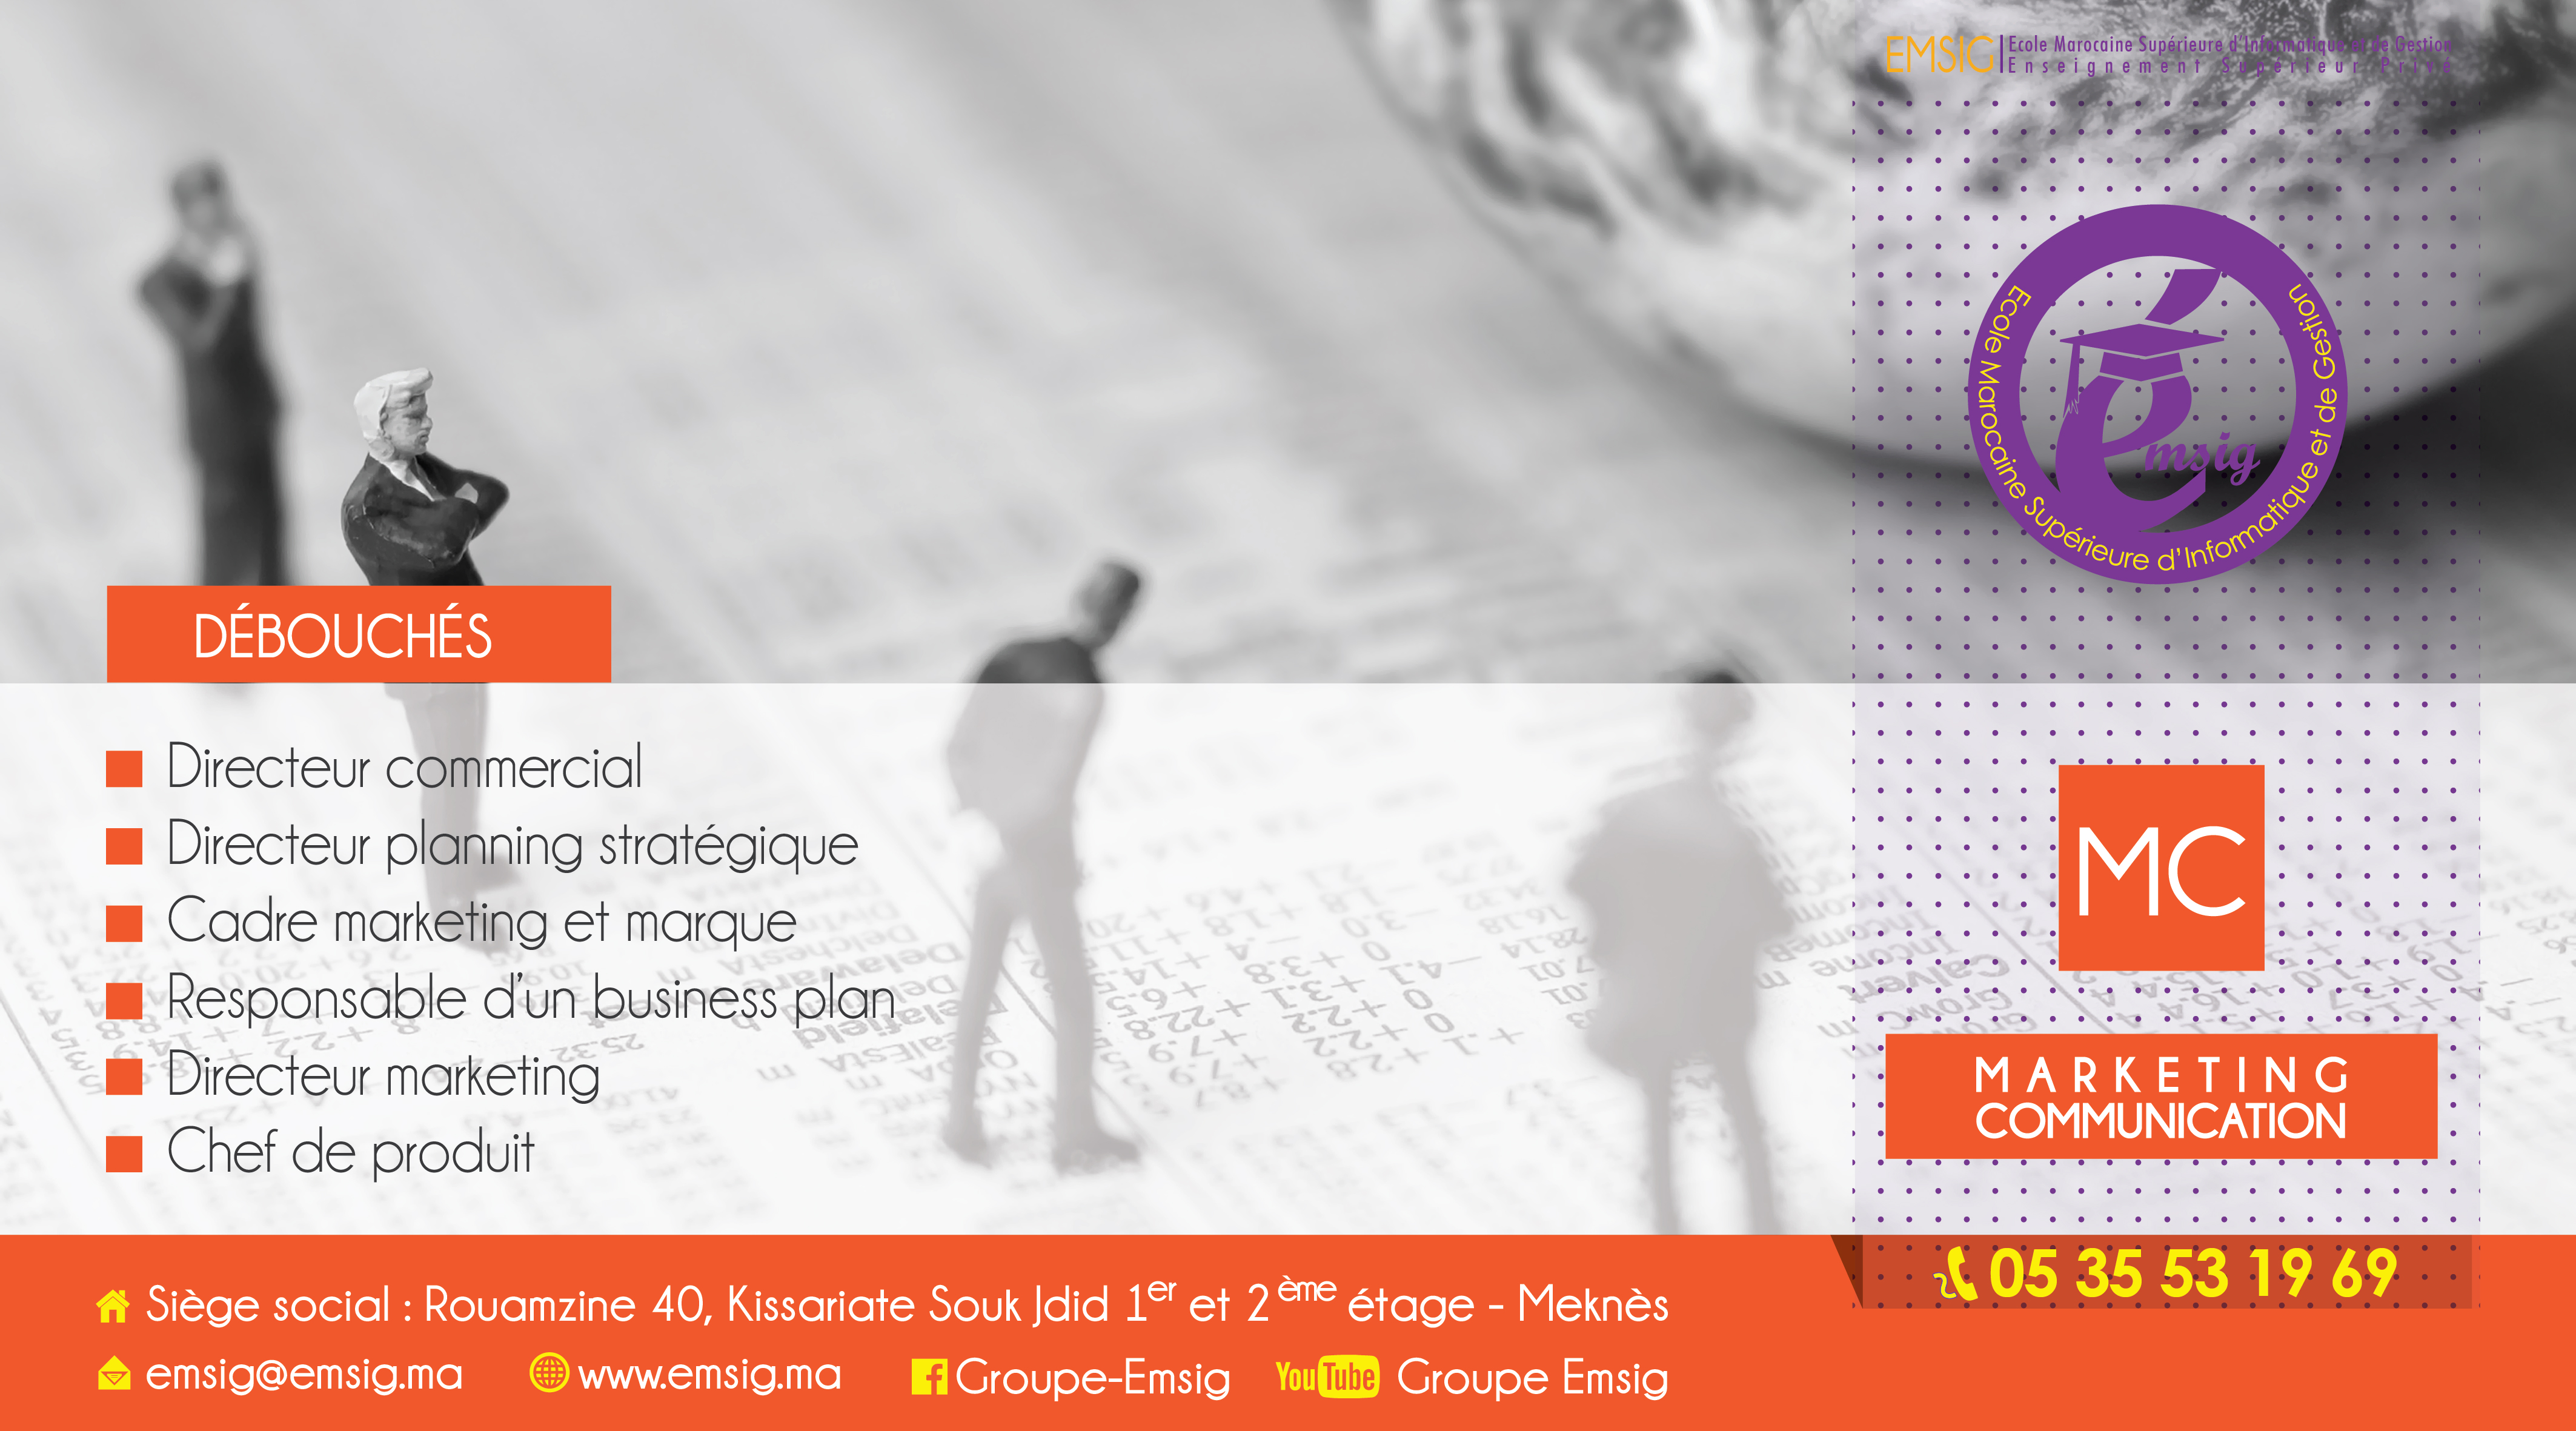 EMSIG
Ecole Marocaine Supérieure d'Informatique et de Gestion
Enseignement Supérieur Privé
Ecole Maroccaine Supérieure d'Informatique et de Gestion
émsig
DÉBOUCHÉS
Directeur commercial
Directeur planning stratégique
Cadre marketing et marque
Responsable d'un business plan
Directeur marketing
Chef de produit
MC
MARKETING
COMMUNICATION
05 35 53 19 69
Siège social : Rouamzine 40, Kissariate Souk Jdid 1er et 2ème étage - Meknès
emsig@emsig.ma www.emsig.ma Groupe-Emsig YouTube Groupe Emsig